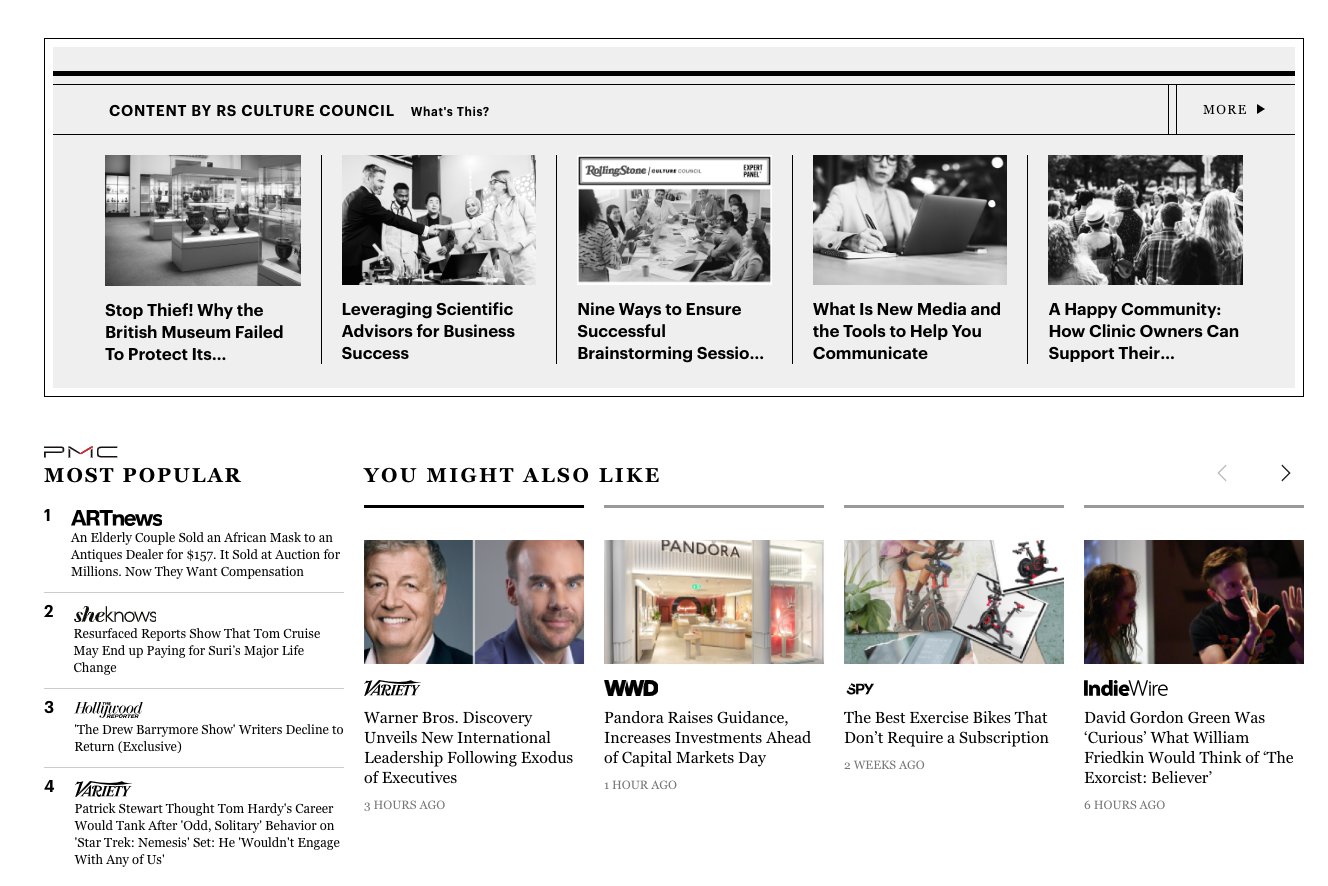 CONTENT BY RS CULTURE COUNCIL What's This?
MORE
RollingStone / CULTURE COUNCIL EXPERT
PANEL
Stop Thief! Why the
British Museum Failed
To Protect Its...
Leveraging Scientific
Advisors for Business
Success
Nine Ways to Ensure
Successful
Brainstorming Sessio...
What Is New Media and
the Tools to Help You
Communicate
A Happy Community:
How Clinic Owners Can
Support Their...
PMC
MOST POPULAR
1 ARTnews
An Elderly Couple Sold an African Mask to an
Antiques Dealer for $157. It Sold at Auction for
Millions. Now They Want Compensation
2 sheknows
Resurfaced Reports Show That Tom Cruise
May End up Paying for Suri's Major Life
Change
3 Hollywood
REPORTER
'The Drew Barrymore Show' Writers Decline to
Return (Exclusive)
4 VARIETY
Patrick Stewart Thought Tom Hardy's Career
Would Tank After 'Odd, Solitary' Behavior on
'Star Trek: Nemesis' Set: He 'Wouldn't Engage
With Any of Us'
YOU MIGHT ALSO LIKE
VARIETY
Warner Bros. Discovery
Unveils New International
Leadership Following Exodus
of Executives
3 HOURS AGO
PANDORA
WWD
Pandora Raises Guidance,
Increases Investments Ahead
of Capital Markets Day
1 HOUR AGO
SPY
The Best Exercise Bikes That
Don’t Require a Subscription
2 WEEKS AGO
IndieWire
David Gordon Green Was
‘Curious’ What William
Friedkin Would Think of ‘The
Exorcist: Believer’
6 HOURS AGO